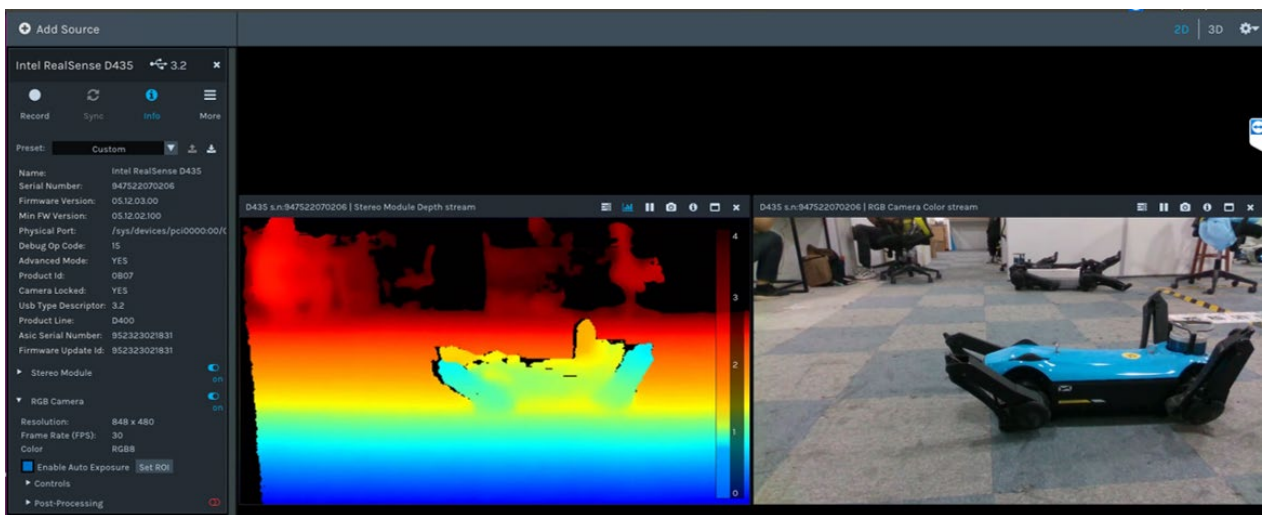 Add Source
2D | 3D
Intel RealSense D435 3.2 ×
Record Sync Info More
Preset: Custom
Name: Intel RealSense D435
Serial Number: 947522070206
Firmware Version: 05.12.03.00
Min FW Version: 05.12.02.100
Physical Port: /sys/devices/pci0000:00/
Debug Op Code: 15
Advanced Mode: YES
Product Id: 0B07
Camera Locked: YES
Usb Type Descriptor: 3.2
Product Line: D400
Asic Serial Number: 952323021831
Firmware Update Id: 952323021831
Stereo Module on
RGB Camera on
Resolution: 848 x 480
Frame Rate (FPS): 30
Color RGB8
Enable Auto Exposure Set ROI
Controls
Post-Processing
D435 s.n:947522070206 | Stereo Module Depth stream
4
3
2
1
0
D435 s.n:947522070206 | RGB Camera Color stream